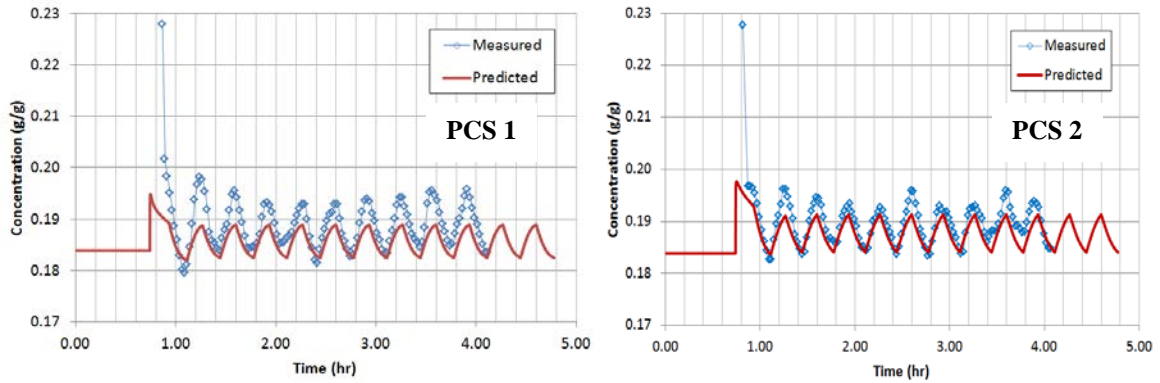 0.23
0.22
0.21
0.20
0.19
0.18
0.17
Concentration (g/g)
Measured
Predicted
PCS 1
0.00 1.00 2.00 3.00 4.00 5.00
Time (hr)
0.23
0.22
0.21
0.20
0.19
0.18
0.17
Concentration (g/g)
Measured
Predicted
PCS 2
0.00 1.00 2.00 3.00 4.00 5.00
Time (hr)